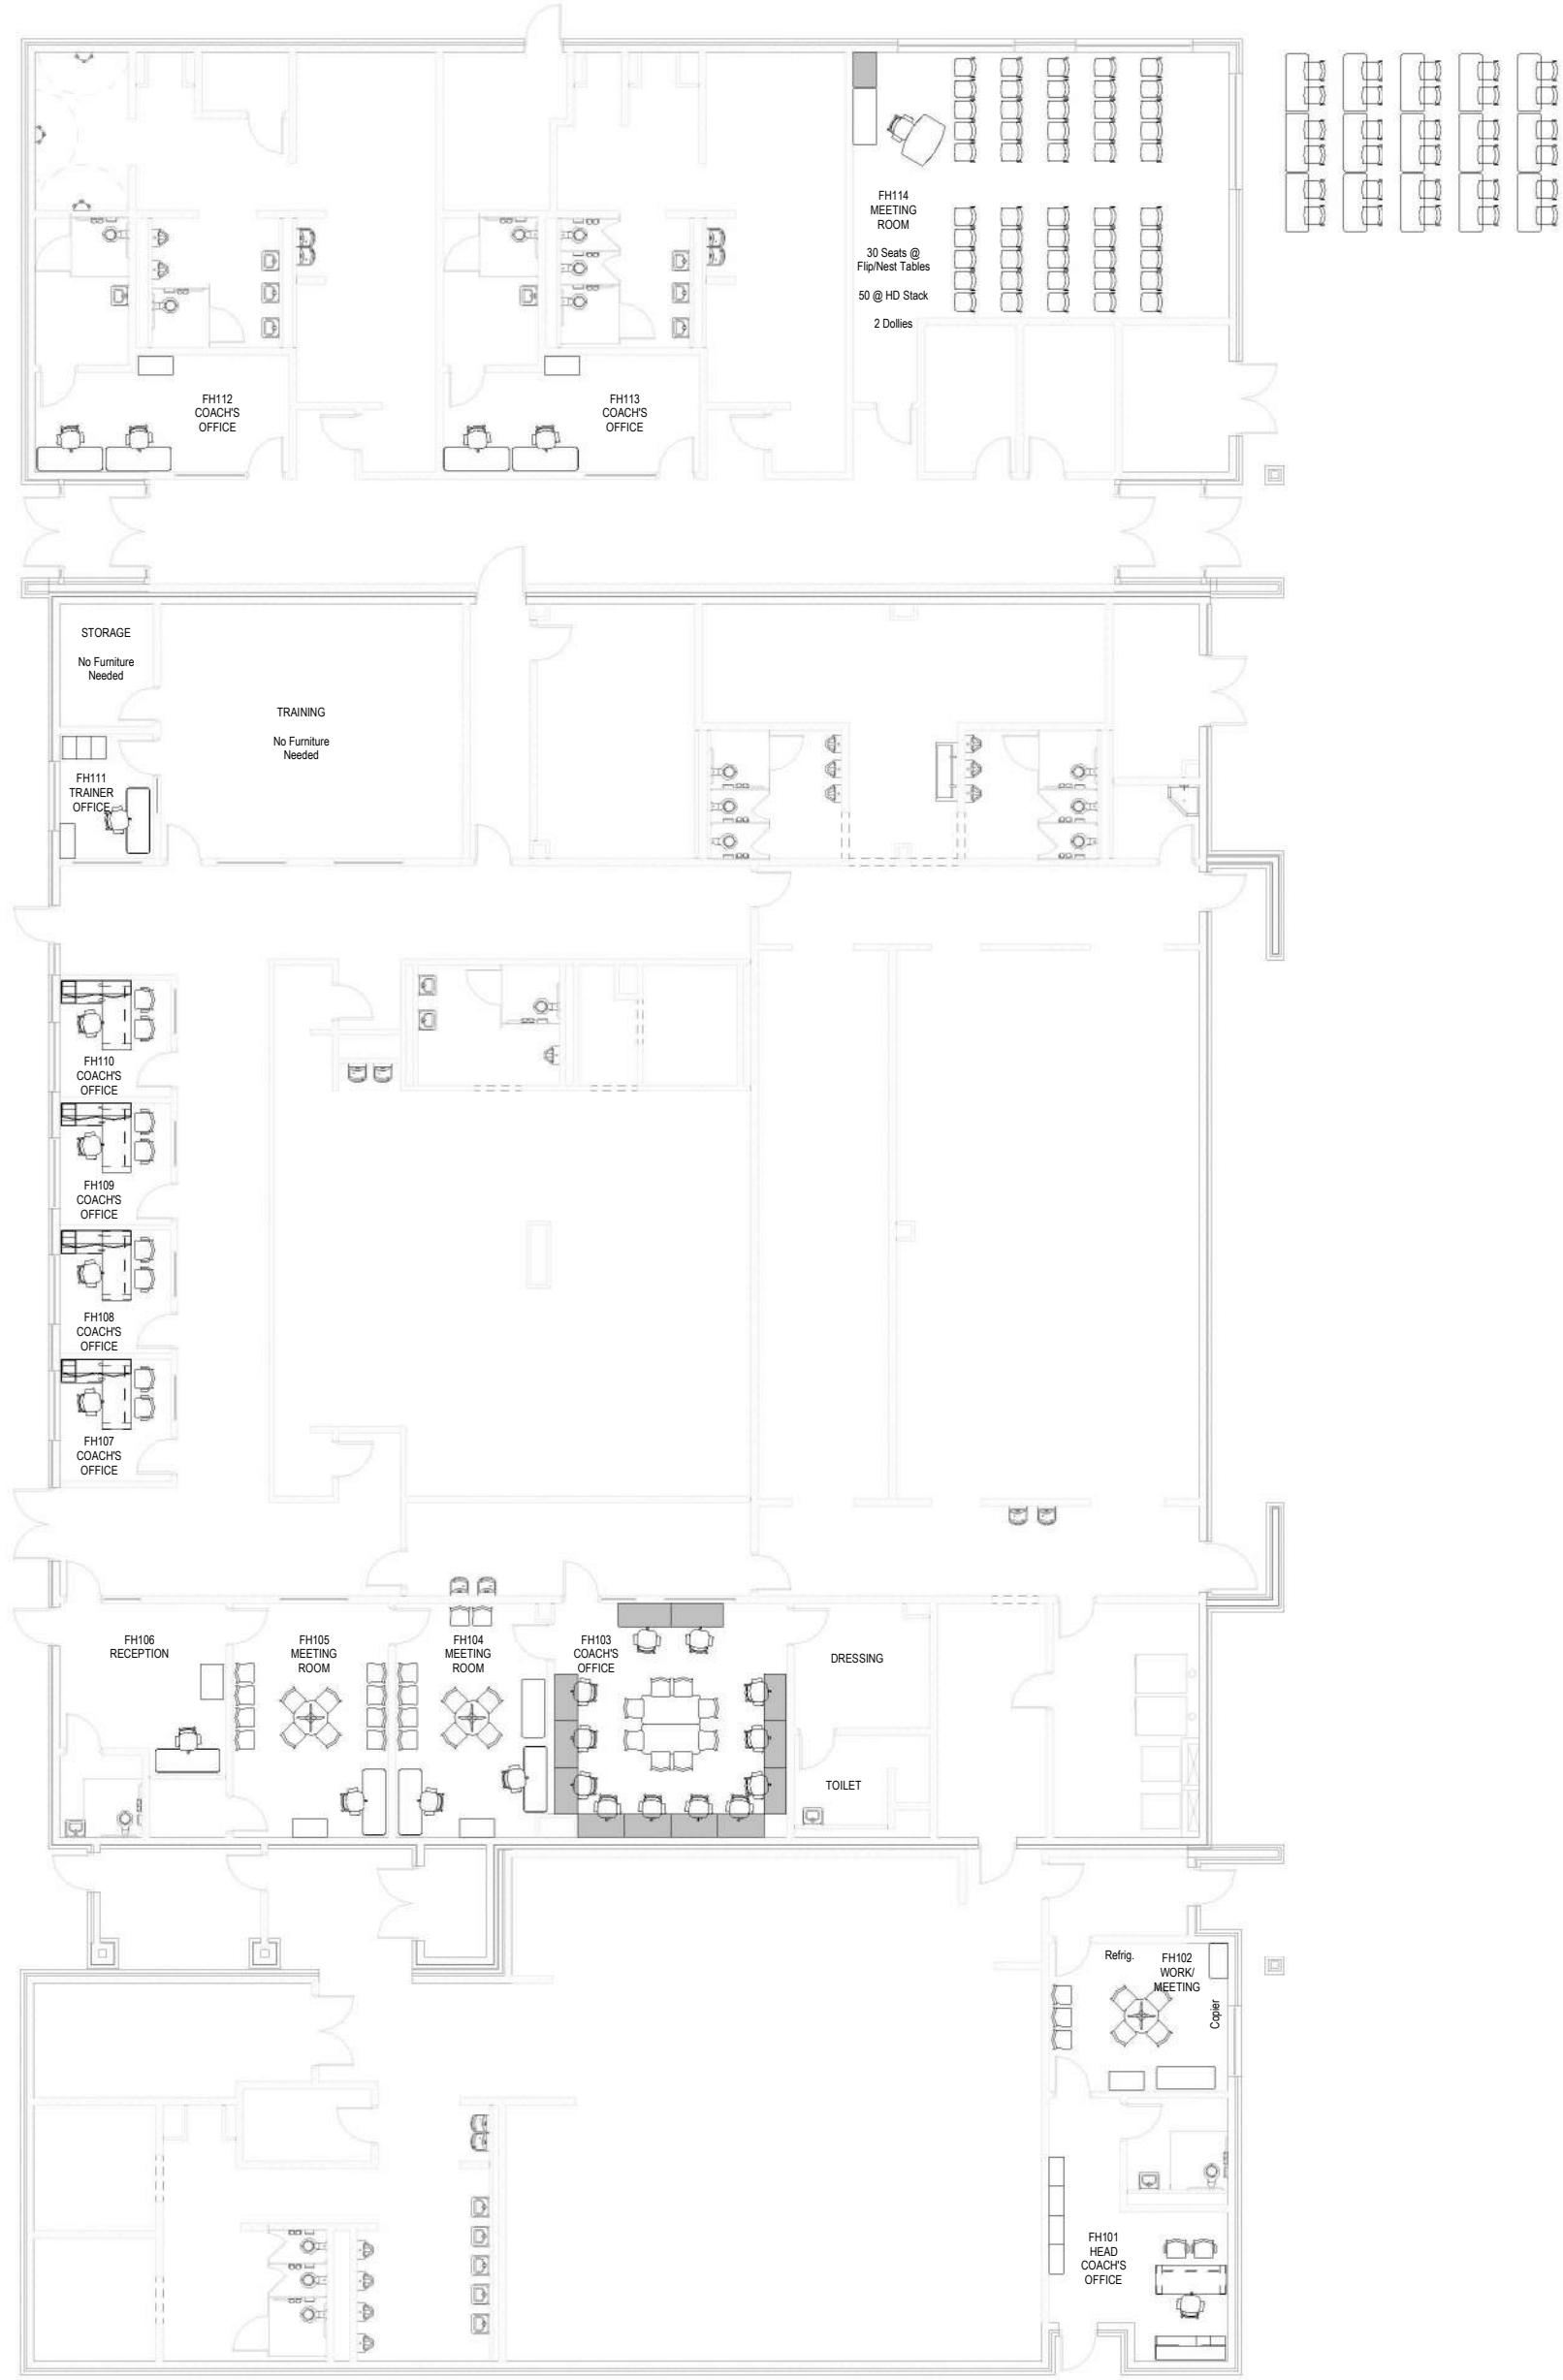 FH114
MEETING
ROOM
30 Seats @
Flip/Nest Tables
50 @ HD Stack
2 Dollies
FH112
COACH'S
OFFICE
FH113
COACH'S
OFFICE
STORAGE
No Furniture
Needed
TRAINING
No Furniture
Needed
FH111
TRAINER
OFFICE
FH110
COACH'S
OFFICE
FH109
COACH'S
OFFICE
FH108
COACH'S
OFFICE
FH107
COACH'S
OFFICE
FH106
RECEPTION
FH105
MEETING
ROOM
FH104
MEETING
ROOM
FH103
COACH'S
OFFICE
DRESSING
TOILET
Refrig.
FH102
WORK/
MEETING
Copier
FH101
HEAD
COACH'S
OFFICE